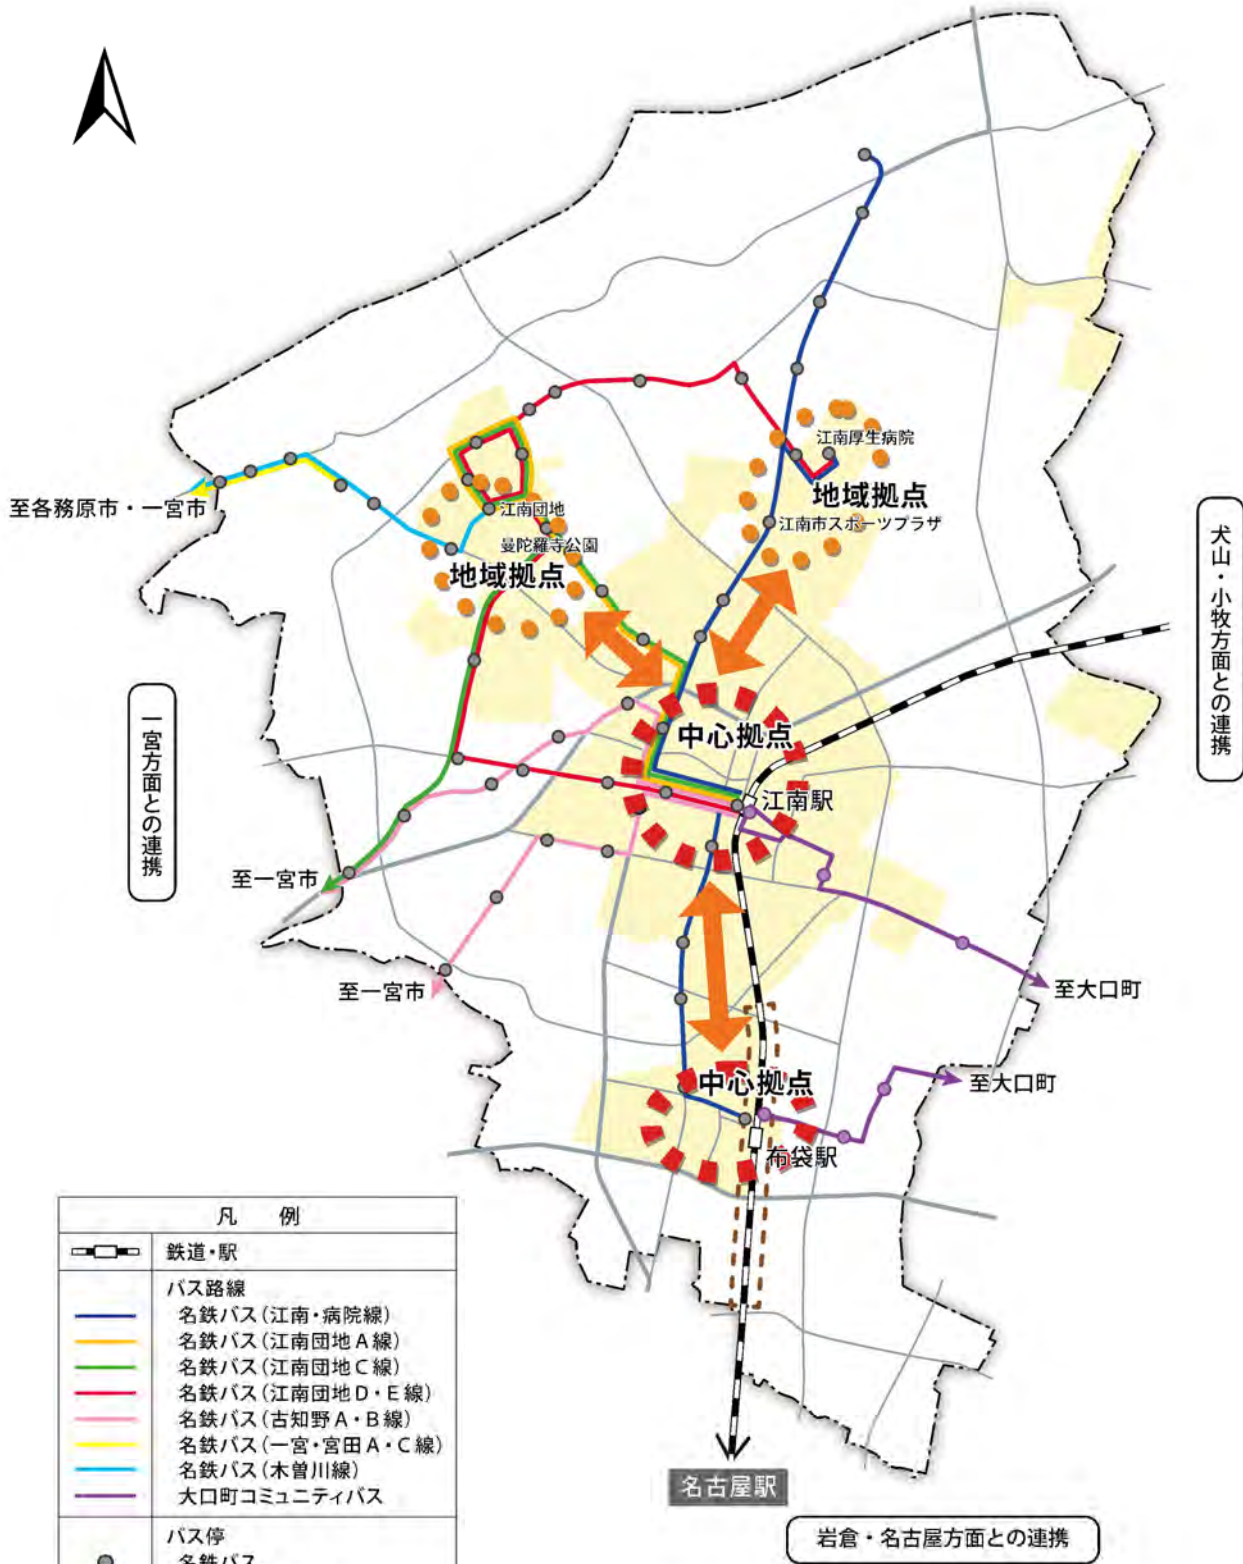 江南厚生病院
地域拠点
江南市スポーツプラザ
至各務原市・一宮市
江南団地
曼陀羅寺公園
地域拠点
犬山・小牧方面との連携
一宮方面との連携
中心拠点
江南駅
至一宮市
至一宮市
至大口町
至大口町
中心拠点
布袋駅
凡 例
鉄道・駅
バス路線
名鉄バス(江南・病院線)
名鉄バス(江南団地A線)
名鉄バス(江南団地C線)
名鉄バス(江南団地D・E線)
名鉄バス(古知野A・B線)
名鉄バス(一宮・宮田A・C線)
名鉄バス(木曽川線)
大口町コミュニティバス
バス停
名鉄バス
名古屋駅
岩倉・名古屋方面との連携